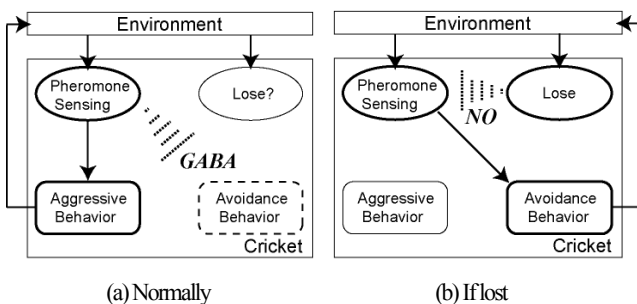 Environment
Pheromone
Sensing
Lose?
GABA
Aggressive
Behavior
Avoidance
Behavior
Cricket
(a) Normally
Environment
Pheromone
Sensing
Lose
NO
Aggressive
Behavior
Avoidance
Behavior
Cricket
(b) If lost